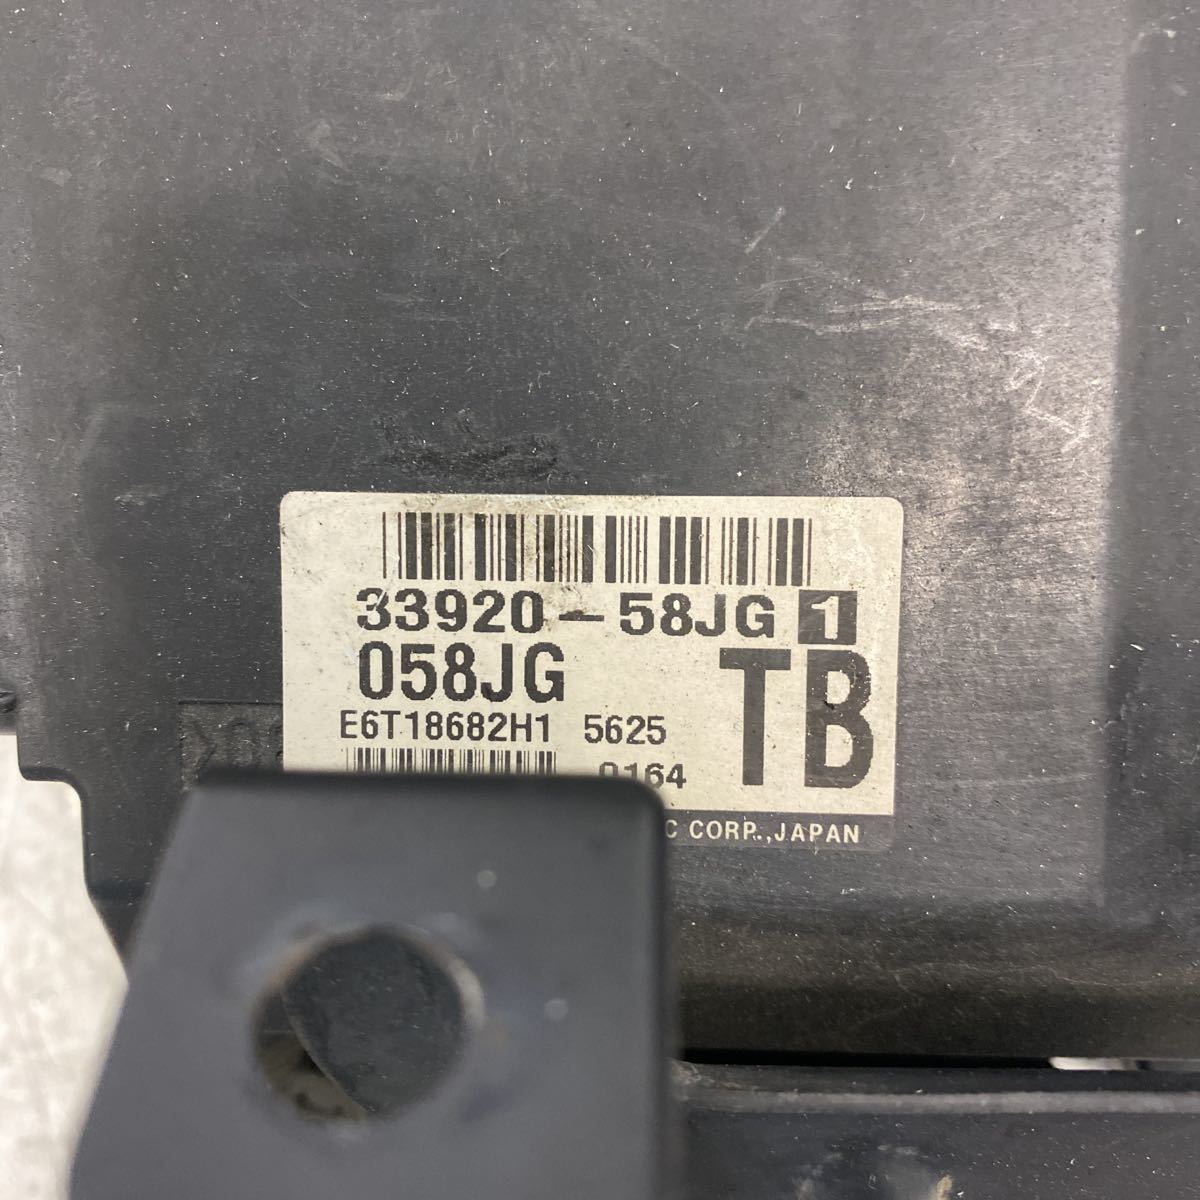 33920-58JG 1
058JG
TB
E6T18682H1 5625
0164
C CORP.,JAPAN